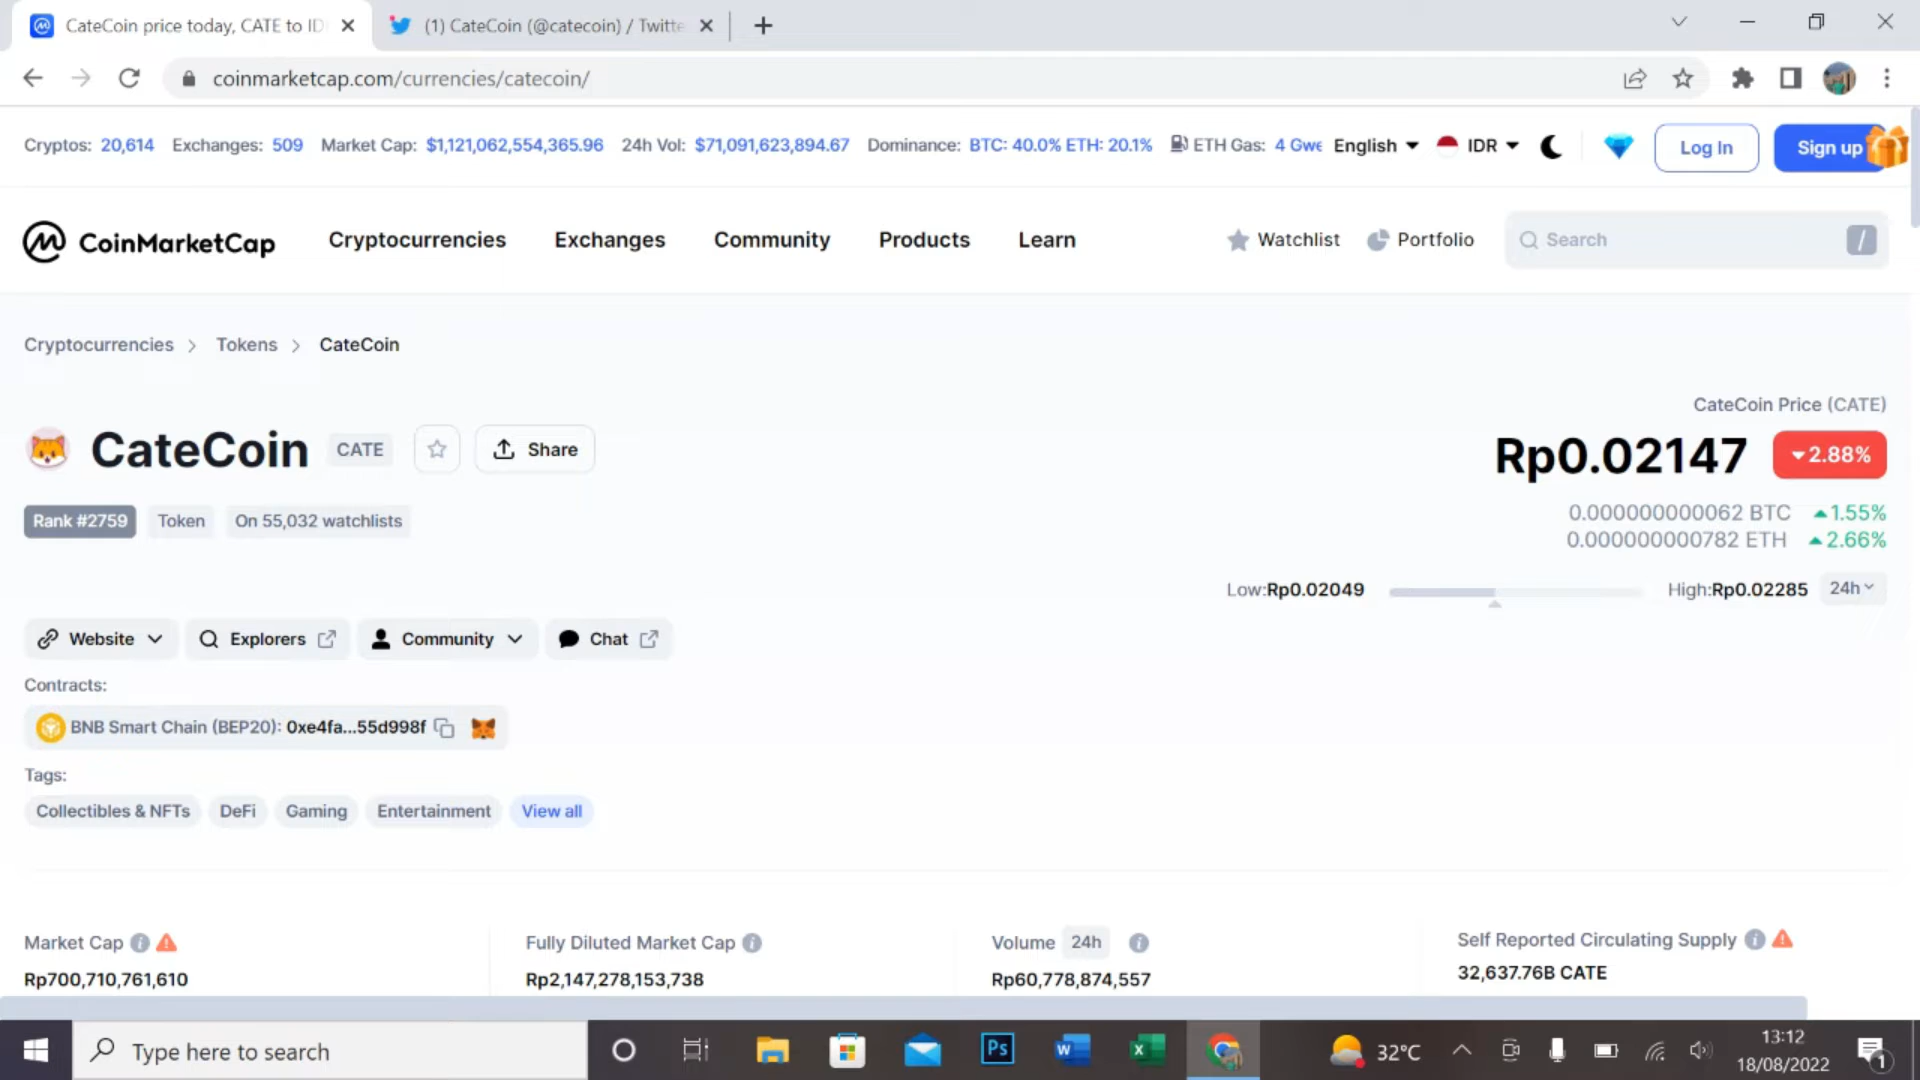 CateCoin price today, CATE to ID
(1) CateCoin (@catecoin) / Twitte
coinmarketcap.com/currencies/catecoin/
Cryptos: 20,614 Exchanges: 509 Market Cap: $1,121,062,554,365.96 24h Vol: $71,091,623,894.67 Dominance: BTC: 40.0% ETH: 20.1% ETH Gas: 4 Gwe English IDR Log In Sign up
CoinMarketCap Cryptocurrencies Exchanges Community Products Learn Watchlist Portfolio Search /
Cryptocurrencies > Tokens > CateCoin
CateCoin Price (CATE)
CateCoin CATE Share Rp0.02147 2.88%
Rank #2759 Token On 55,032 watchlists
0.000000000062 BTC 1.55%
0.000000000782 ETH 2.66%
Low:Rp0.02049 High:Rp0.02285 24h
Website Explorers Community Chat
Contracts:
BNB Smart Chain (BEP20): 0xe4fa...55d998f
Tags:
Collectibles & NFTs DeFi Gaming Entertainment View all
Market Cap Fully Diluted Market Cap Volume 24h Self Reported Circulating Supply
Rp700,710,761,610 Rp2,147,278,153,738 Rp60,778,874,557 32,637.76B CATE
Type here to search
Ps
32°C
13:12
18/08/2022
1